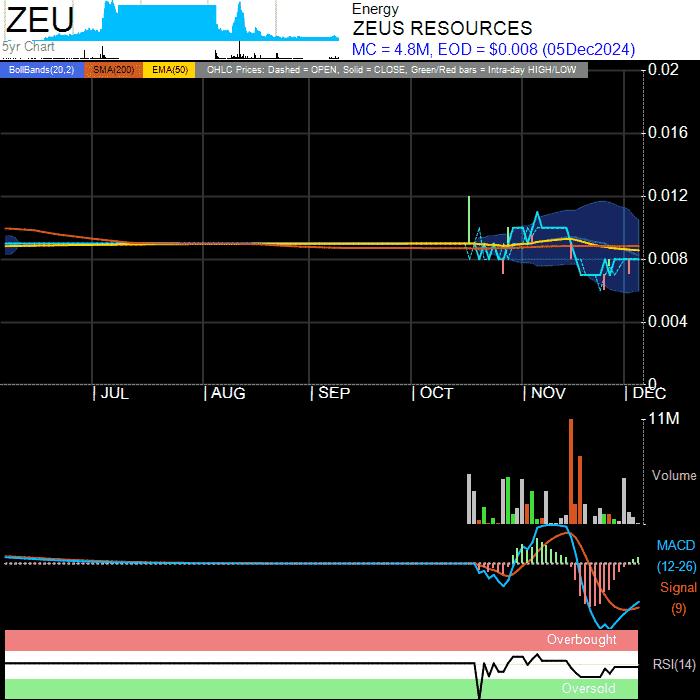 ZEU
5yr Chart
Energy
ZEUS RESOURCES
MC = 4.8M, EOD = $0.008 (05Dec2024)
BollBands(20,2) SMA(200) EMA(50) OHLC Prices: Dashed = OPEN, Solid = CLOSE, Green/Red bars = Intra-day HIGH/LOW
0.02
0.016
0.012
0.008
0.004
0
| JUL | AUG | SEP | OCT | NOV | DEC
11M
Volume
MACD
(12-26)
Signal
(9)
Overbought
RSI(14)
Oversold